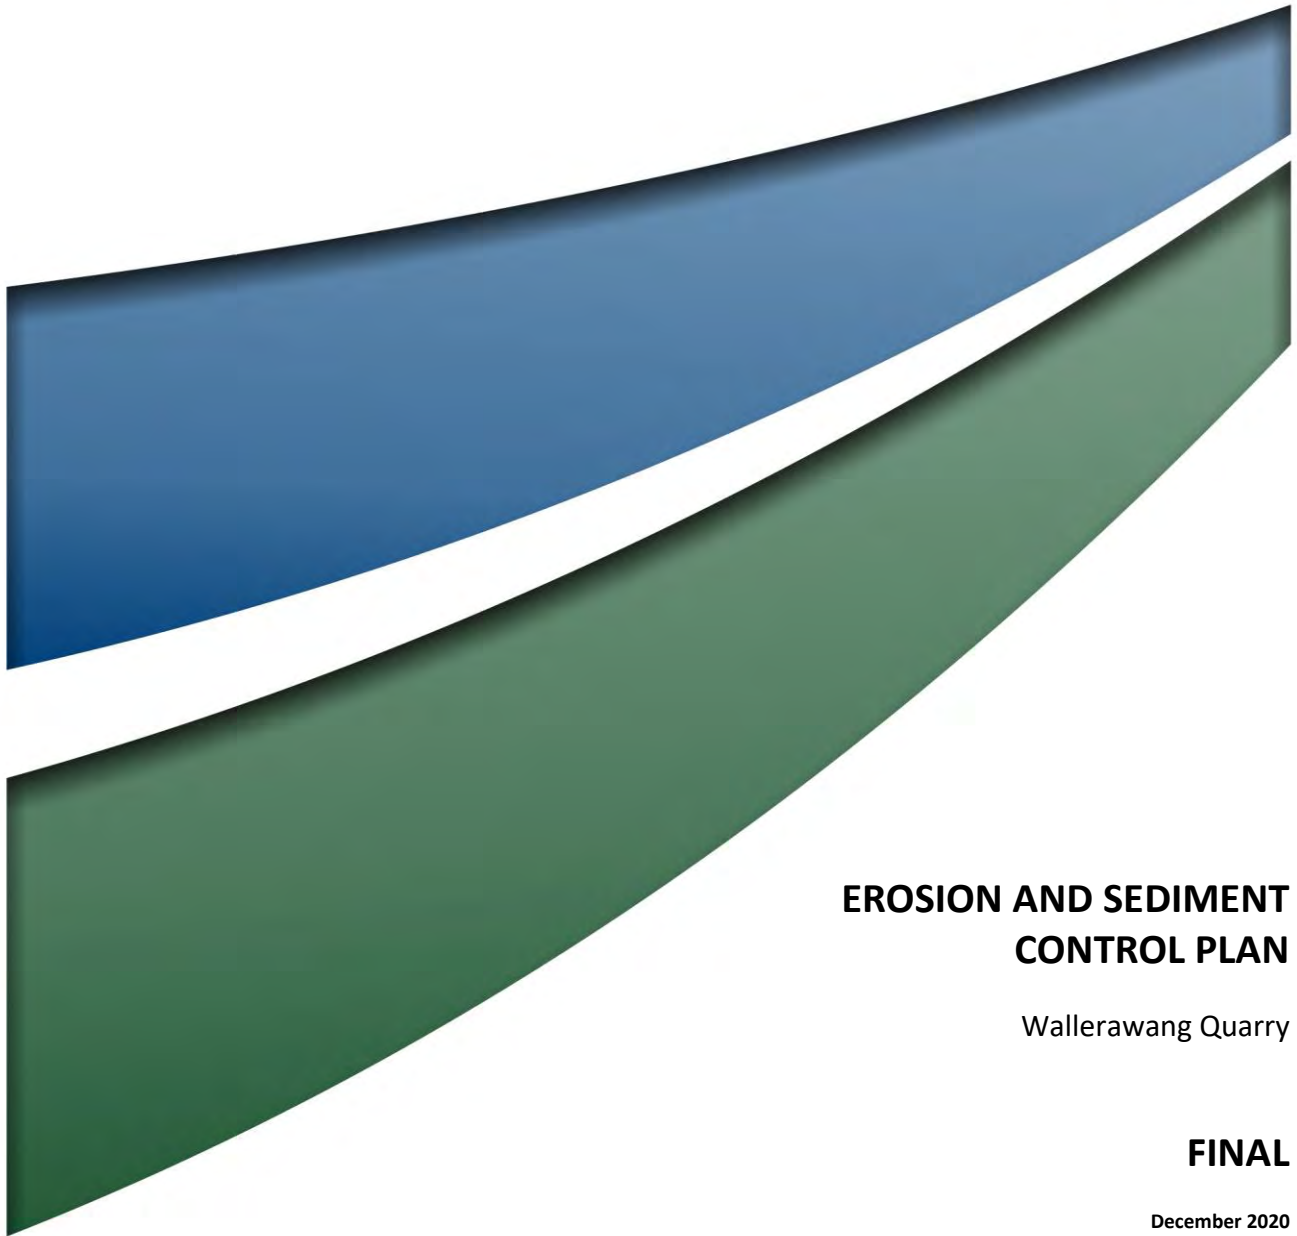 EROSION AND SEDIMENT
CONTROL PLAN
Wallerawang Quarry
FINAL
December 2020